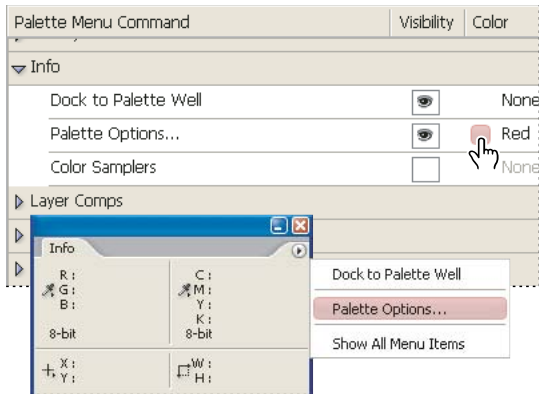 Palette Menu Command Visibility Color
Info
Dock to Palette Well None
Palette Options... Red
Color Samplers None
Layer Comps
Info
R: C:
G: M:
B: Y:
K:
8-bit 8-bit
X: W:
Y: H:
Dock to Palette Well
Palette Options...
Show All Menu Items